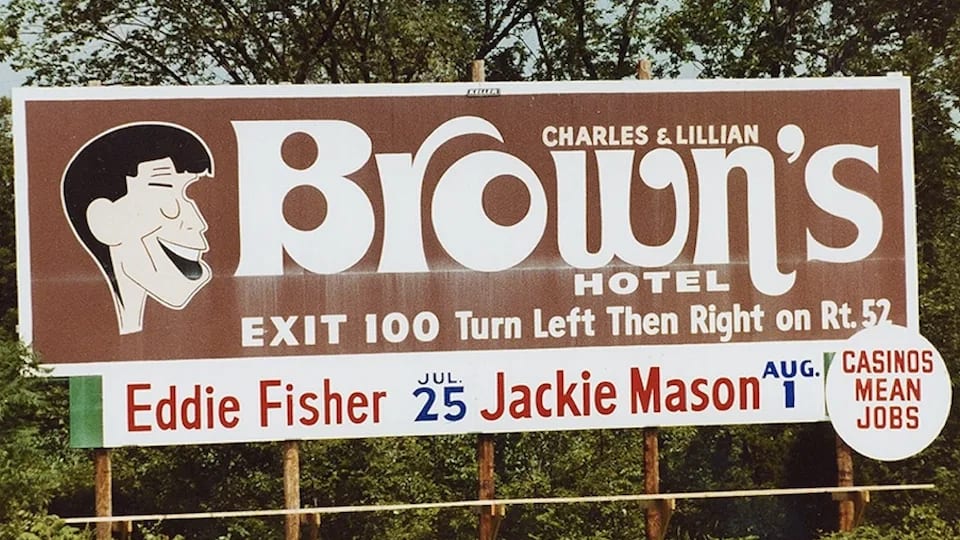 KELLER
CHARLES & LILLIAN
Brown's
HOTEL
EXIT 100 Turn Left Then Right on Rt. 52
Eddie Fisher JUL. 25 Jackie Mason AUG. 1
CASINOS
MEAN
JOBS